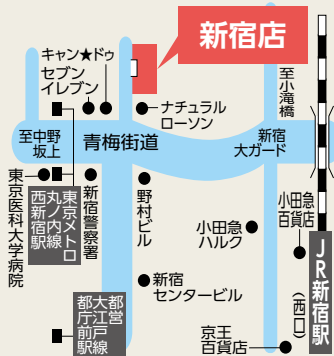 新宿店
キャン★ドゥ
セブン
イレブン
ナチュラル
ローソン
至小滝橋
至中野
坂上
青梅街道
新宿
大ガード
東京医科大学病院
東京メトロ
丸ノ内線
西新宿駅
新宿警察署
野村ビル
小田急
百貨店
小田急
ハルク
JR新宿駅
(西口)
新宿
センタービル
都営
大江戸線
都庁前駅
京王
百貨店